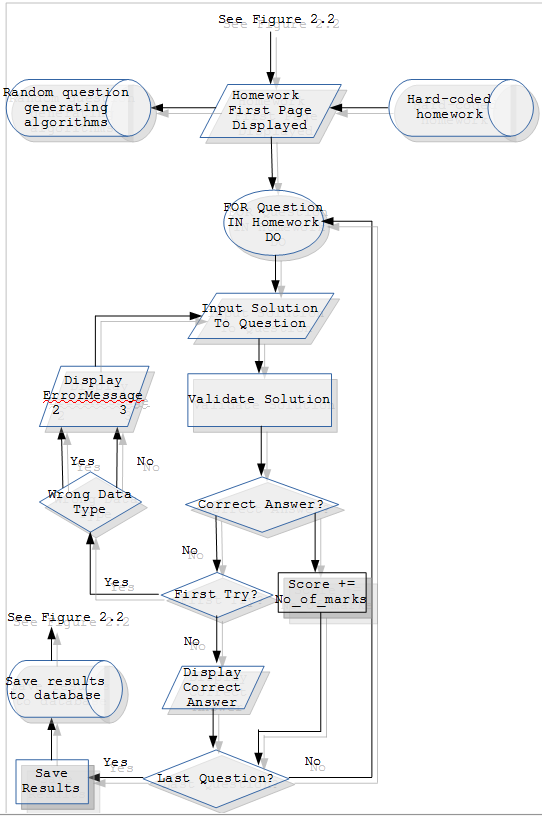 See Figure 2.2
Random question
generating
algorithms
Homework
First Page
Displayed
Hard-coded
homework
FOR Question
IN Homework
DO
Input Solution
To Question
Display
ErrorMessage
2 3
Validate Solution
Yes
No
Wrong Data
Type
Correct Answer?
No
Yes
First Try?
Score +=
No_of_marks
See Figure 2.2
No
Save results
to database
Display
Correct
Answer
Yes
Last Question?
No
Save
Results